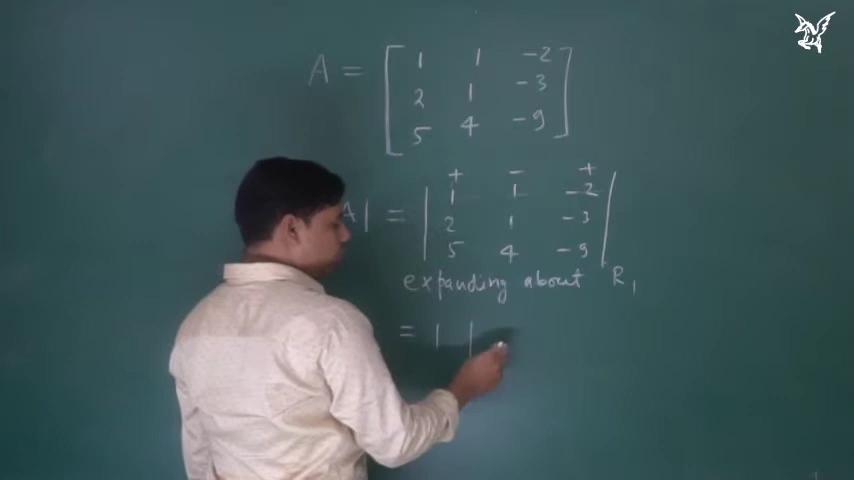 A = [ 1 1 -2
2 1 -3
5 4 -9 ]
+ - +
A| = | 1 1 -2
2 1 -3
5 4 -9 |
expanding about R1
= 1 |